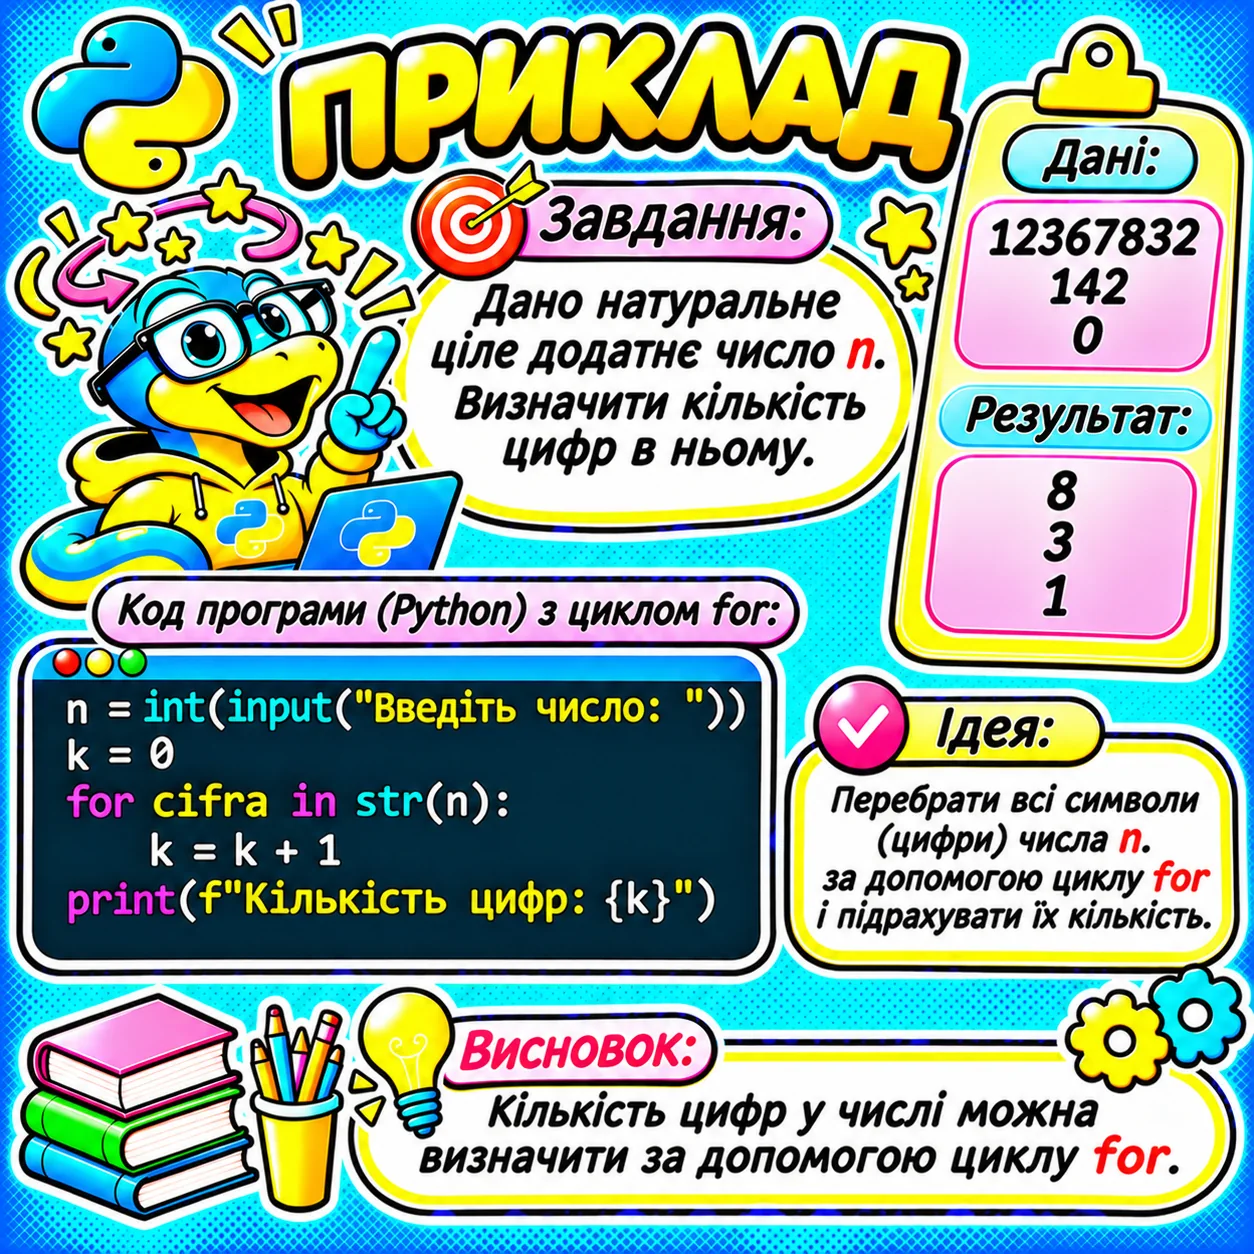 ПРИКЛАД
Завдання:
Дано натуральне
ціле додатнє число n.
Визначити кількість
цифр в ньому.
Дані:
12367832
142
0
Результат:
8
3
1
Код програми (Python) з циклом for:
n = int(input("Введіть число: "))
k = 0
for cifra in str(n):
    k = k + 1
print(f"Кількість цифр: {k}")
Ідея:
Перебрати всі символи
(цифри) числа n.
за допомогою циклу for
і підрахувати їх кількість.
Висновок:
Кількість цифр у числі можна
визначити за допомогою циклу for.